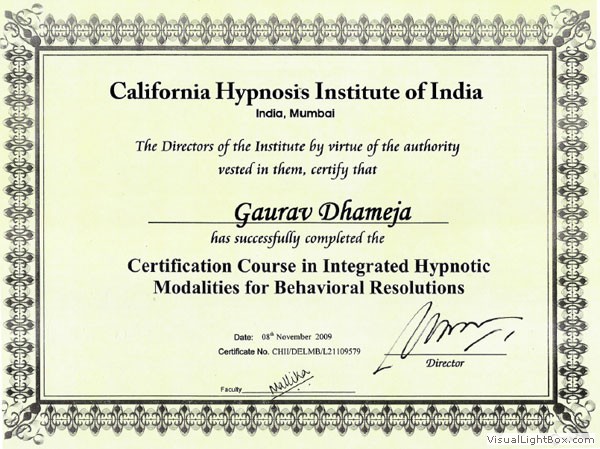 California Hypnosis Institute of India
India, Mumbai
The Directors of the Institute by virtue of the authority
vested in them, certify that
Gaurav Dhameja
has successfully completed the
Certification Course in Integrated Hypnotic
Modalities for Behavioral Resolutions
Date: 08th November 2009
Certificate No. CHII/DELMB/L21109579
Director
Faculty Mallika
VisualLightBox.com